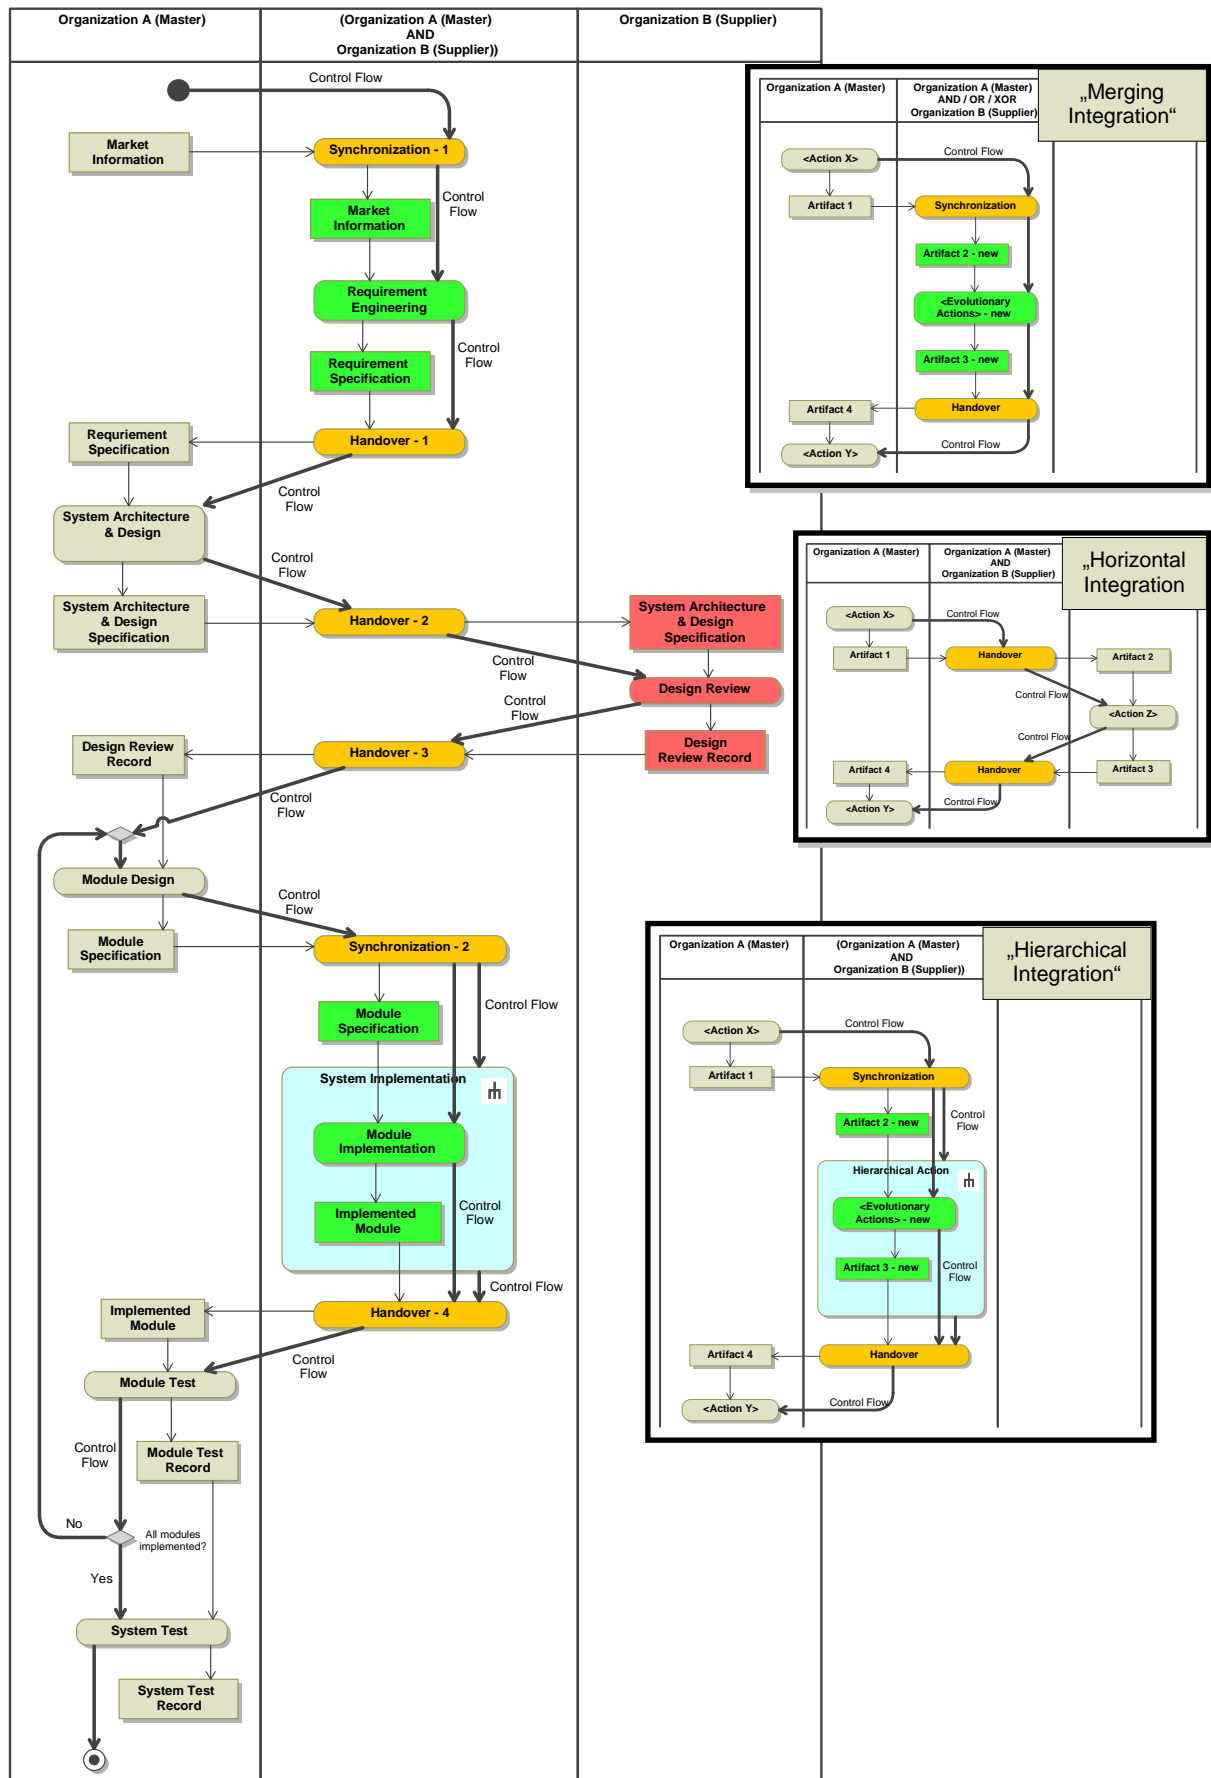 Organization A (Master)
(Organization A (Master)
AND
Organization B (Supplier))
Organization B (Supplier)
Control Flow
Market
Information
Synchronization - 1
Control
Flow
Market
Information
Requirement
Engineering
Control
Flow
Requirement
Specification
Requriement
Specification
Handover - 1
Control
Flow
System Architecture
& Design
Control
Flow
System Architecture
& Design
Specification
Handover - 2
System Architecture
& Design
Specification
Control
Flow
Design Review
Control
Flow
Design Review
Record
Handover - 3
Design
Review Record
Control
Flow
Module Design
Control
Flow
Module
Specification
Synchronization - 2
Control Flow
Module
Specification
System Implementation
Module
Implementation
Control
Flow
Implemented
Module
Control Flow
Implemented
Module
Handover - 4
Control
Flow
Module Test
Control
Flow
Module Test
Record
No
All modules
implemented?
Yes
System Test
System Test
Record
Organization A (Master)
Organization A (Master)
AND / OR / XOR
Organization B (Supplier)
„Merging
Integration“
Control Flow
<Action X>
Artifact 1
Synchronization
Artifact 2 - new
<Evolutionary
Actions> - new
Artifact 3 - new
Artifact 4
Handover
Control Flow
<Action Y>
Organization A (Master)
Organization A (Master)
AND
Organization B (Supplier)
„Horizontal
Integration
<Action X>
Control Flow
Artifact 1
Handover
Artifact 2
Control Flow
<Action Z>
Control Flow
Artifact 4
Handover
Artifact 3
Control Flow
<Action Y>
Organization A (Master)
(Organization A (Master)
AND
Organization B (Supplier))
„Hierarchical
Integration“
<Action X>
Control Flow
Artifact 1
Synchronization
Artifact 2 - new
Control
Flow
Hierarchical Action
<Evolutionary
Actions> - new
Artifact 3 - new
Control
Flow
Artifact 4
Handover
Control Flow
<Action Y>